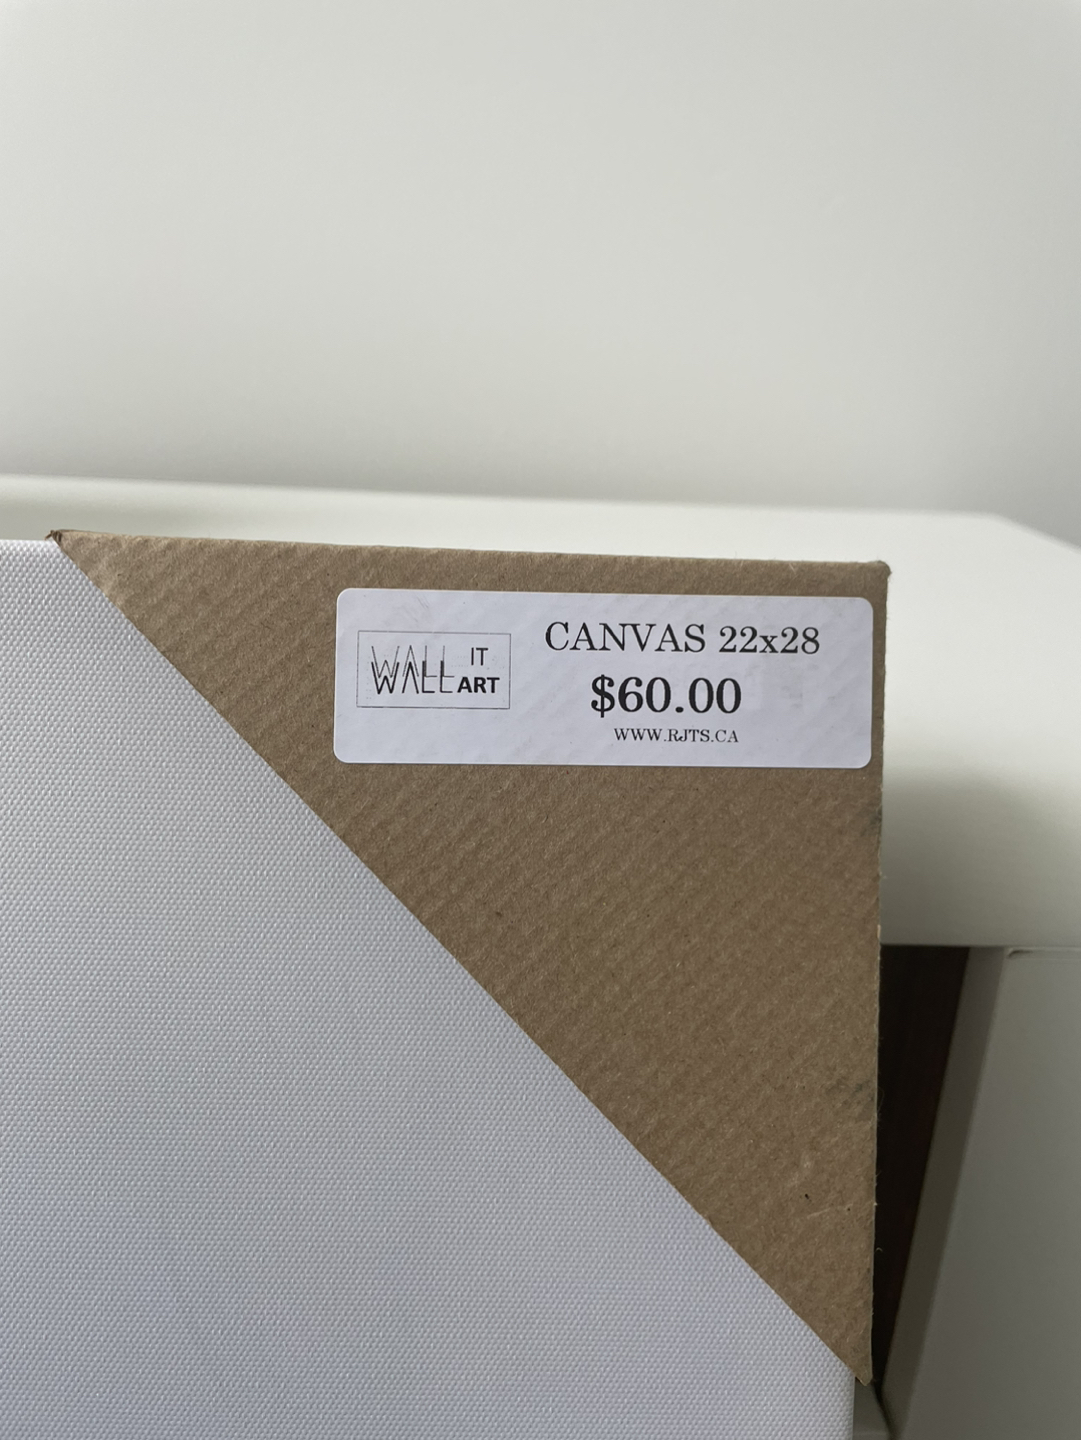 WALL IT
WALL ART
CANVAS 22x28
$60.00
WWW.RJTS.CA